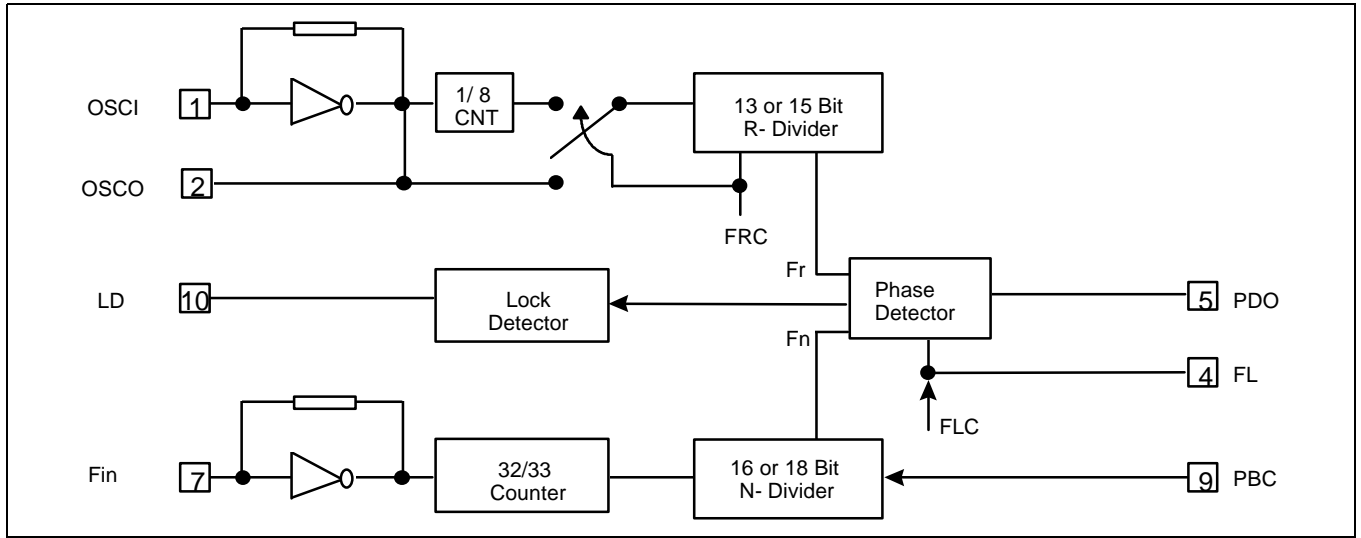 OSCI
1
1/ 8
CNT
13 or 15 Bit
R- Divider
OSCO
2
FRC
Fr
LD
10
Lock
Detector
Phase
Detector
5
PDO
Fn
4
FL
FLC
Fin
7
32/33
Counter
16 or 18 Bit
N- Divider
9
PBC